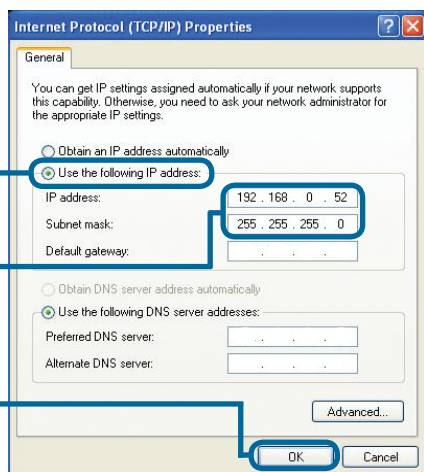 Internet Protocol (TCP/IP) Properties
General
You can get IP settings assigned automatically if your network supports
this capability. Otherwise, you need to ask your network administrator for
the appropriate IP settings.
Obtain an IP address automatically
Use the following IP address:
IP address: 192 . 168 . 0 . 52
Subnet mask: 255 . 255 . 255 . 0
Default gateway: . . .
Obtain DNS server address automatically
Use the following DNS server addresses:
Preferred DNS server: . . .
Alternate DNS server: . . .
Advanced...
OK Cancel